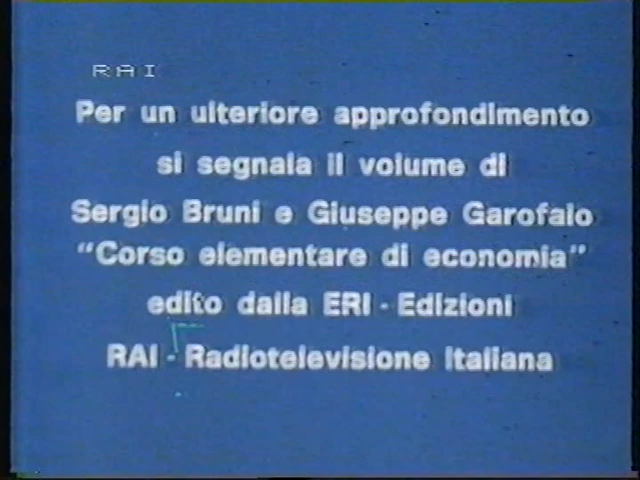 RAI
Per un ulteriore approfondimento
si segnala il volume di
Sergio Bruni e Giuseppe Garofalo
"Corso elementare di economia"
edito dalla ERI - Edizioni
RAI - Radiotelevisione Italiana